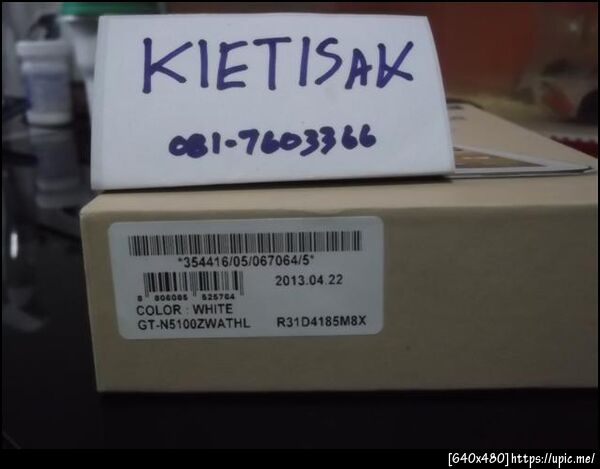 KIETISAK
081-7603366
*354416/05/067064/5*
2013.04.22
8 806085 525764
COLOR : WHITE
GT-N5100ZWATHL R31D4185M8X
[640x480]https://upic.me/